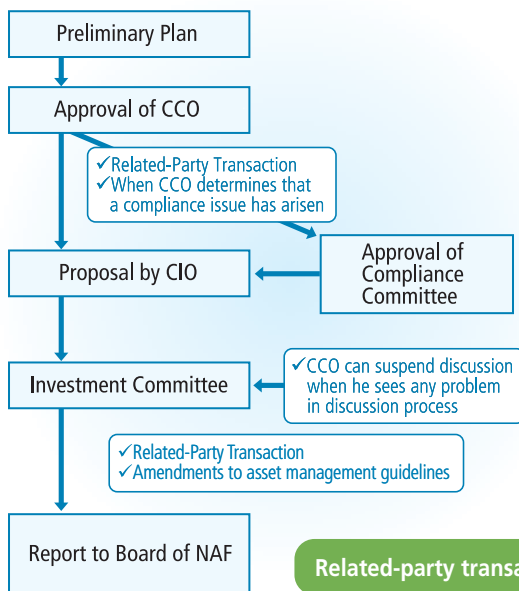 Preliminary Plan
Approval of CCO
✓Related-Party Transaction
✓When CCO determines that
a compliance issue has arisen
Approval of
Compliance
Committee
Proposal by CIO
Investment Committee
✓CCO can suspend discussion
when he sees any problem
in discussion process
✓Related-Party Transaction
✓Amendments to asset management guidelines
Report to Board of NAF
Related-party transa